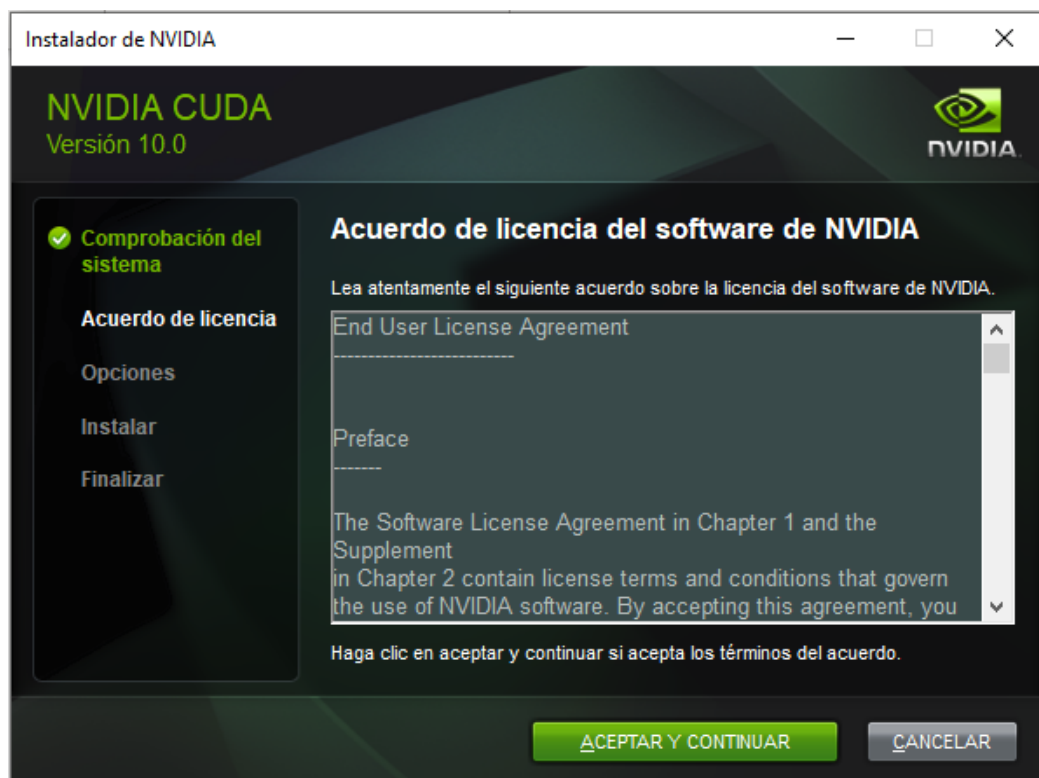 Instalador de NVIDIA
NVIDIA CUDA
Versión 10.0
NVIDIA.
Comprobación del
sistema
Acuerdo de licencia
Opciones
Instalar
Finalizar
Acuerdo de licencia del software de NVIDIA
Lea atentamente el siguiente acuerdo sobre la licencia del software de NVIDIA.
End User License Agreement
--------------------------
Preface
-------
The Software License Agreement in Chapter 1 and the
Supplement
in Chapter 2 contain license terms and conditions that govern
the use of NVIDIA software. By accepting this agreement, you
Haga clic en aceptar y continuar si acepta los términos del acuerdo.
ACEPTAR Y CONTINUAR
CANCELAR